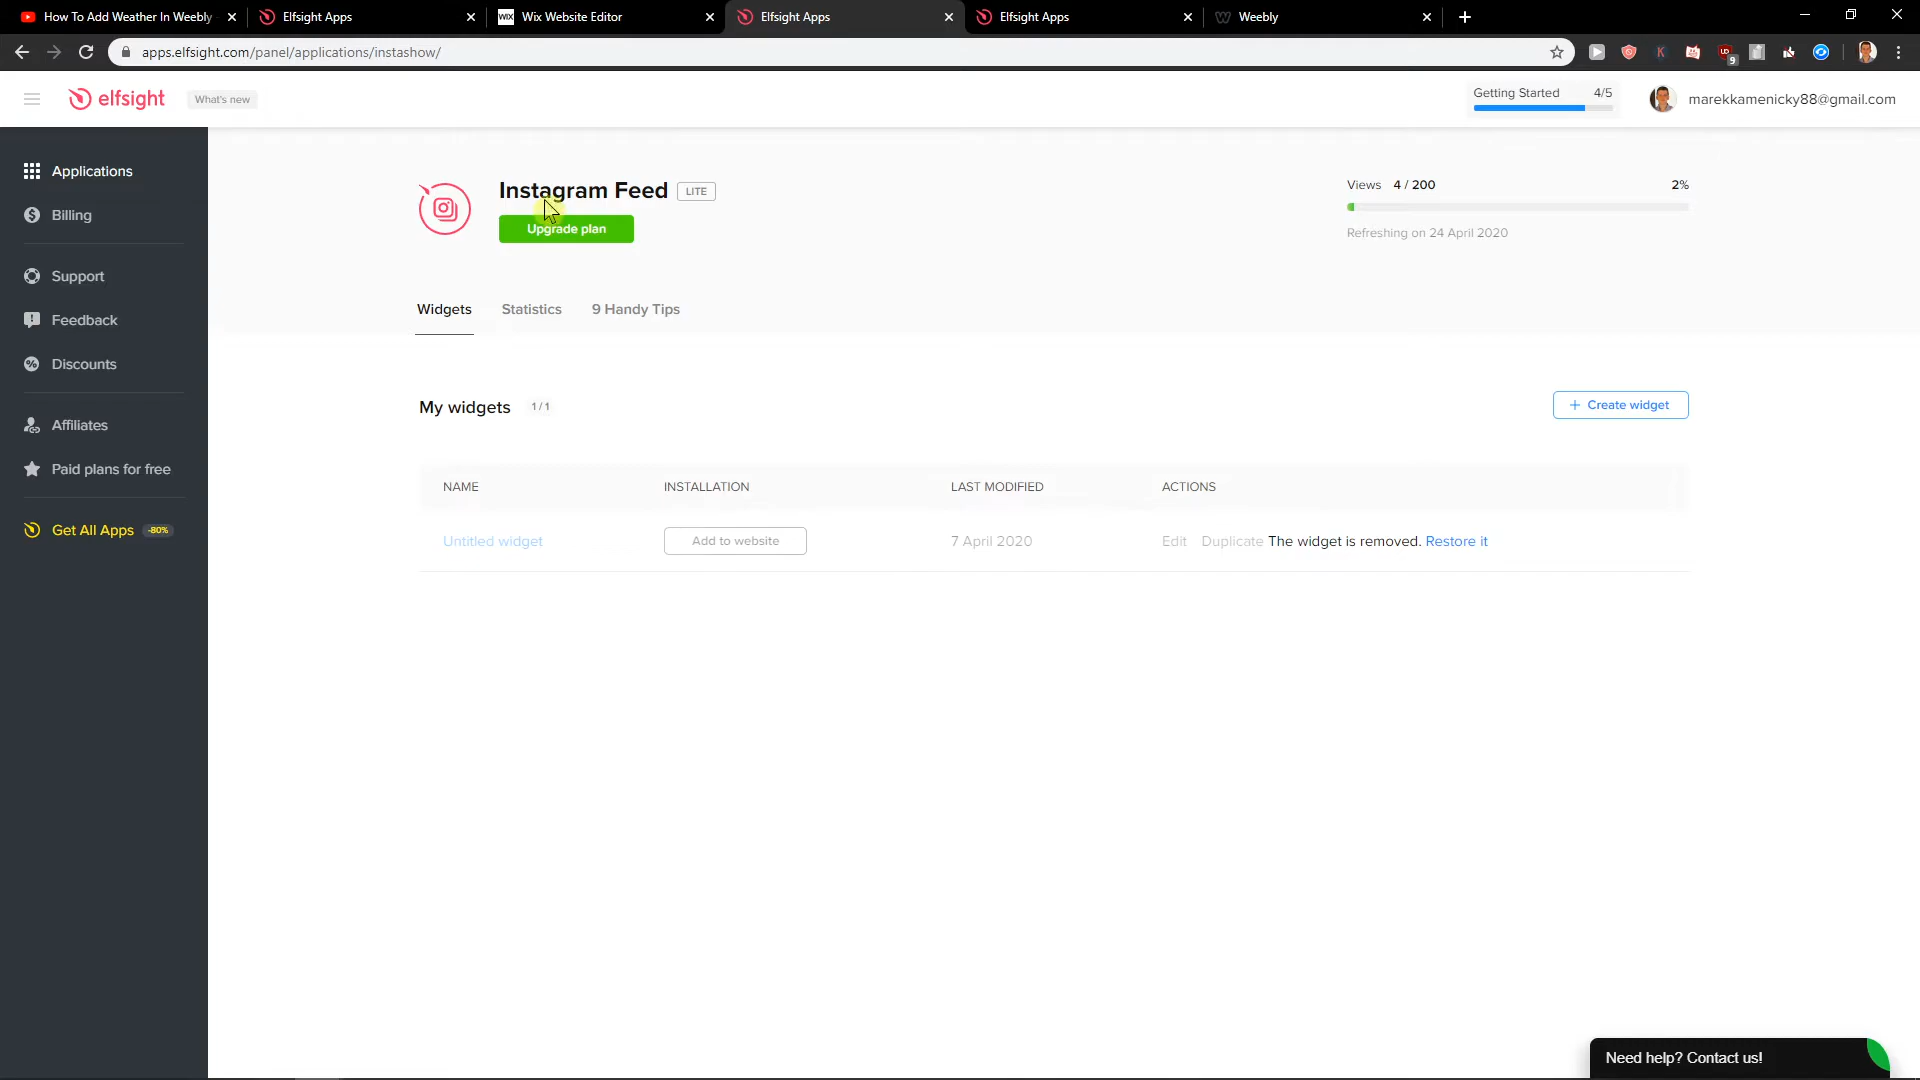 How To Add Weather In Weebly
Elfsight Apps
WIX
Wix Website Editor
Elfsight Apps
Elfsight Apps
Weebly
apps.elfsight.com/panel/applications/instashow/
9
elfsight
What's new
Getting Started 4/5
marekkamenicky88@gmail.com
Applications
Billing
Support
Feedback
Discounts
Affiliates
Paid plans for free
Get All Apps -80%
Instagram Feed LITE
Upgrade plan
Views 4 / 200 2%
Refreshing on 24 April 2020
Widgets Statistics 9 Handy Tips
My widgets 1 / 1
+ Create widget
NAME INSTALLATION LAST MODIFIED ACTIONS
Untitled widget Add to website 7 April 2020 Edit Duplicate The widget is removed. Restore it
Need help? Contact us!